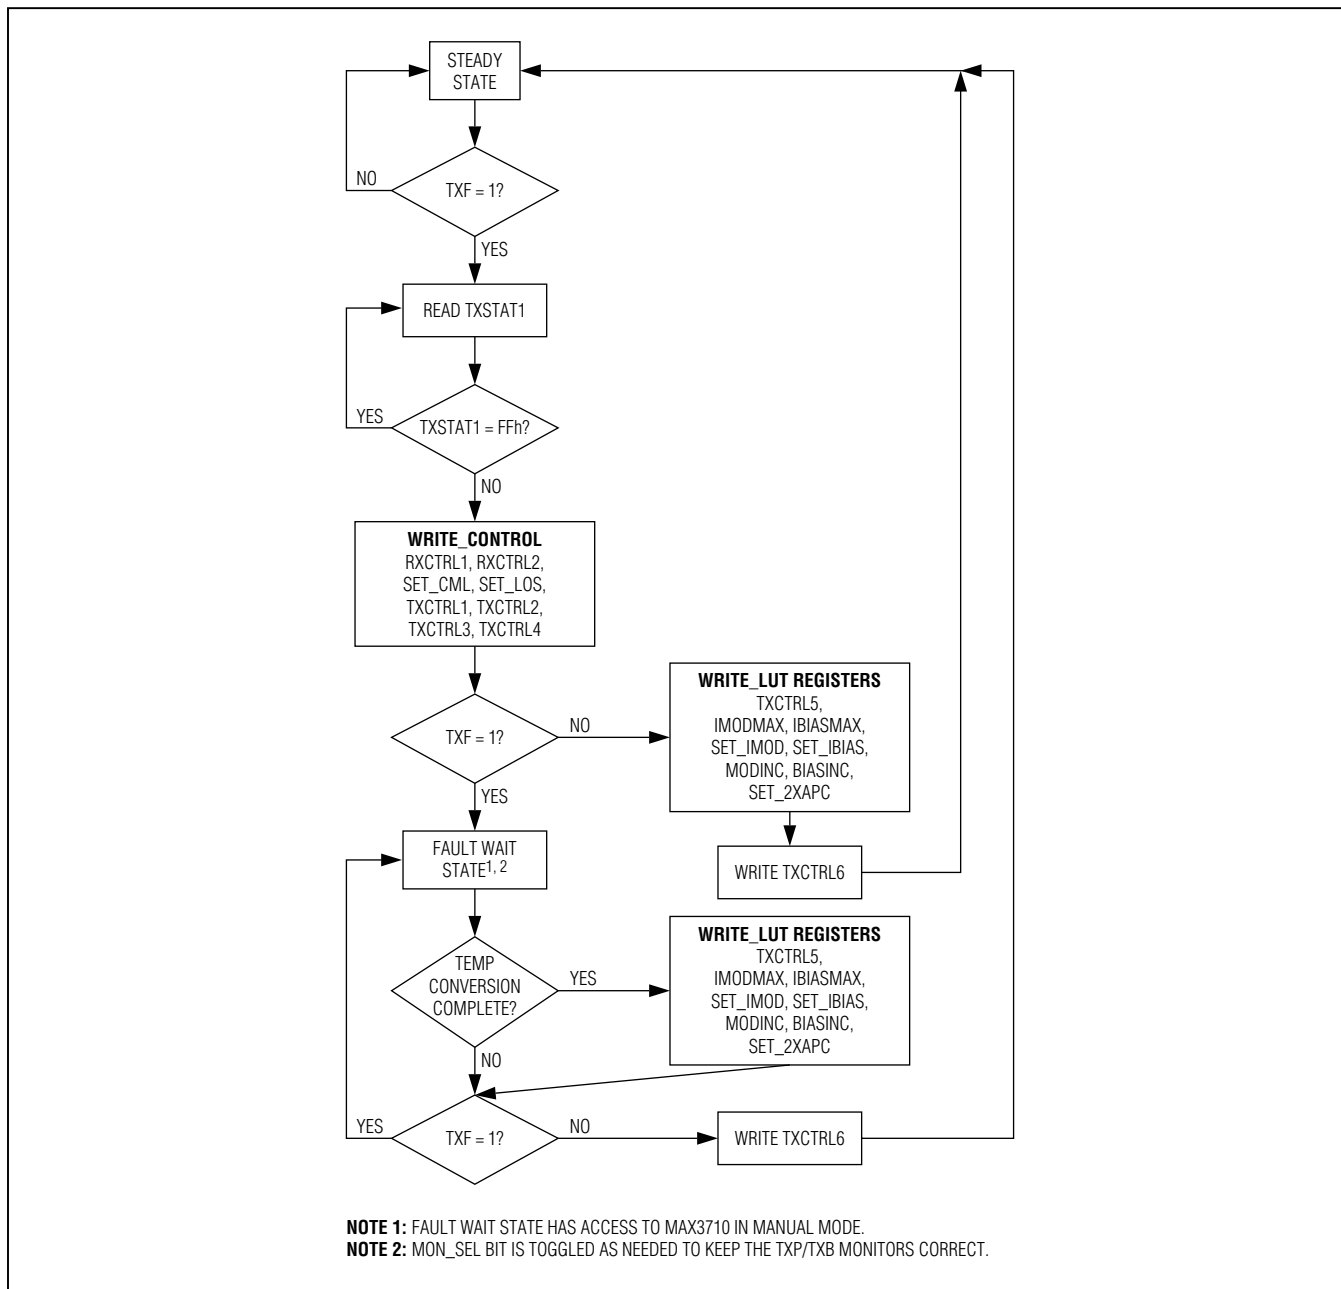 STEADY
STATE
NO
TXF = 1?
YES
READ TXSTAT1
YES
TXSTAT1 = FFh?
NO
WRITE_CONTROL
RXCTRL1, RXCTRL2,
SET_CML, SET_LOS,
TXCTRL1, TXCTRL2,
TXCTRL3, TXCTRL4
TXF = 1?
NO
WRITE_LUT REGISTERS
TXCTRL5,
IMODMAX, IBIASMAX,
SET_IMOD, SET_IBIAS,
MODINC, BIASINC,
SET_2XAPC
YES
FAULT WAIT
STATE1, 2
WRITE TXCTRL6
TEMP
CONVERSION
COMPLETE?
YES
WRITE_LUT REGISTERS
TXCTRL5,
IMODMAX, IBIASMAX,
SET_IMOD, SET_IBIAS,
MODINC, BIASINC,
SET_2XAPC
NO
YES
TXF = 1?
NO
WRITE TXCTRL6
NOTE 1: FAULT WAIT STATE HAS ACCESS TO MAX3710 IN MANUAL MODE.
NOTE 2: MON_SEL BIT IS TOGGLED AS NEEDED TO KEEP THE TXP/TXB MONITORS CORRECT.